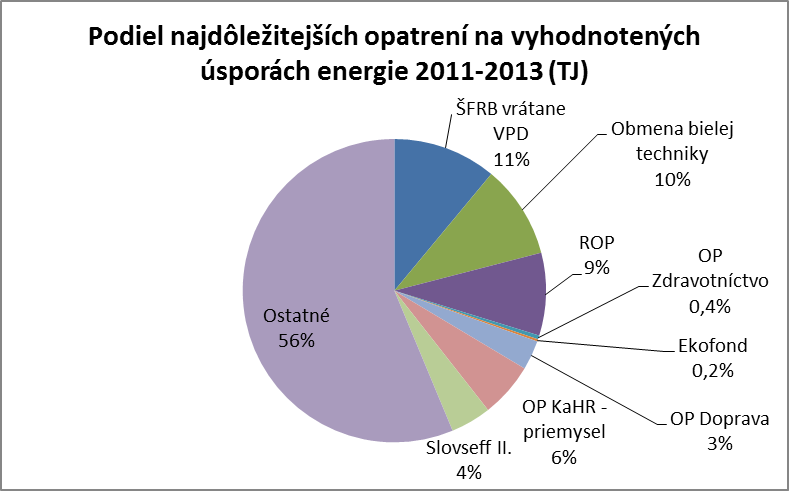 Podiel najdôležitejších opatrení na vyhodnotených
úsporách energie 2011-2013 (TJ)
ŠFRB vrátane
VPD
11%
Obmena bielej
techniky
10%
ROP
9%
OP
Zdravotníctvo
0,4%
Ekofond
0,2%
OP Doprava
3%
OP KaHR -
priemysel
6%
Slovseff II.
4%
Ostatné
56%